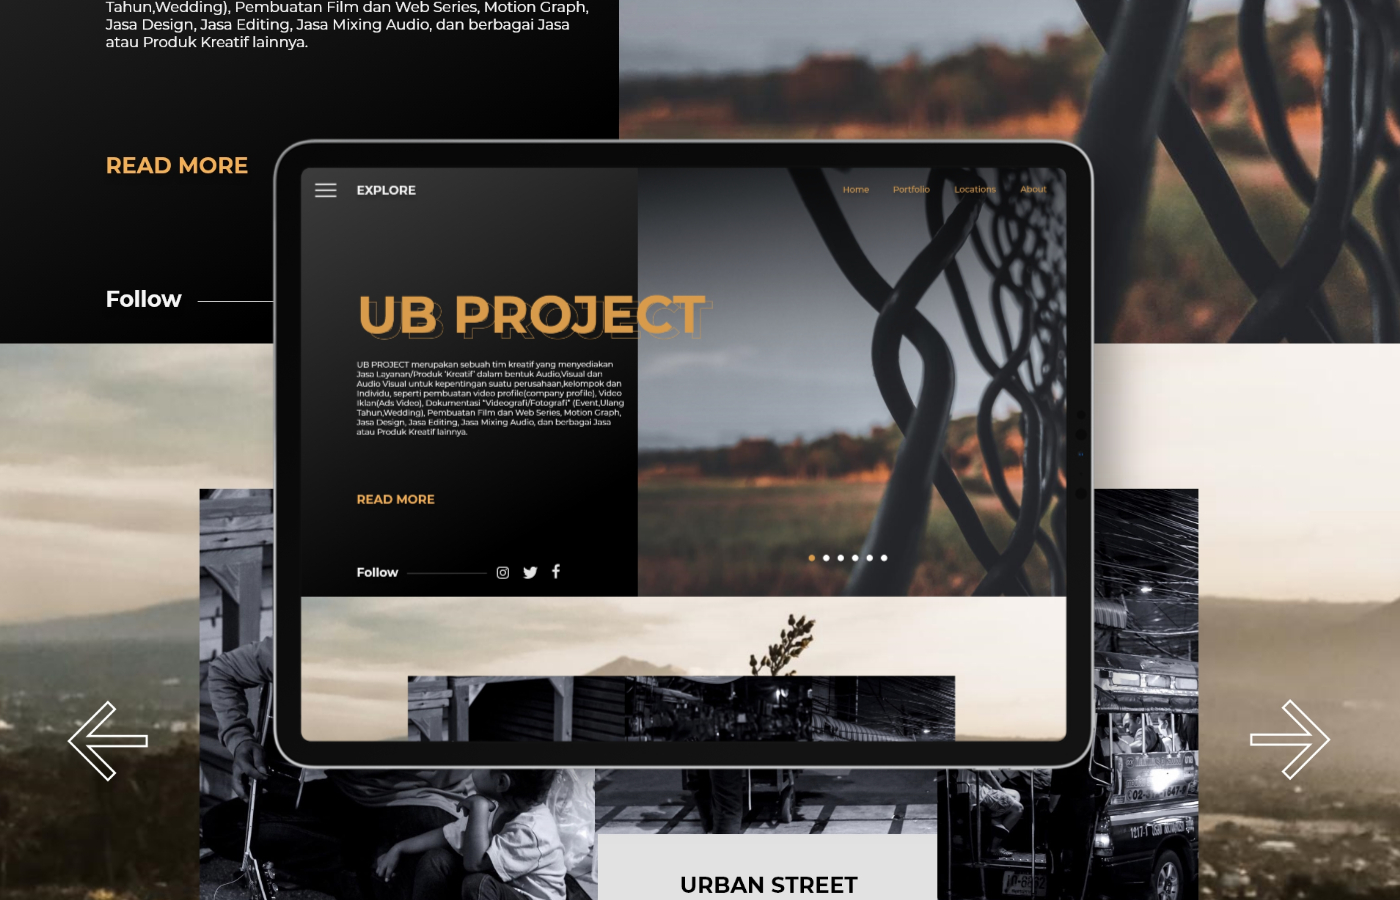 Tahun,Wedding), Pembuatan Film dan Web Series, Motion Graph,
Jasa Design, Jasa Editing, Jasa Mixing Audio, dan berbagai Jasa
atau Produk Kreatif lainnya.
READ MORE
Follow
EXPLORE
Home Portfolio Locations About
UB PROJECT
UB PROJECT merupakan sebuah tim kreatif yang menyediakan
Jasa Layanan/Produk 'Kreatif' dalam bentuk Audio,Visual dan
Audio Visual untuk kepentingan suatu perusahaan,kelompok dan
Individu, seperti pembuatan video profile(company profile), Video
Iklan(Ads Video), Dokumentasi "Videografi/Fotografi" (Event,Ulang
Tahun,Wedding), Pembuatan Film dan Web Series, Motion Graph,
Jasa Design, Jasa Editing, Jasa Mixing Audio, dan berbagai Jasa
atau Produk Kreatif lainnya.
READ MORE
Follow
URBAN STREET